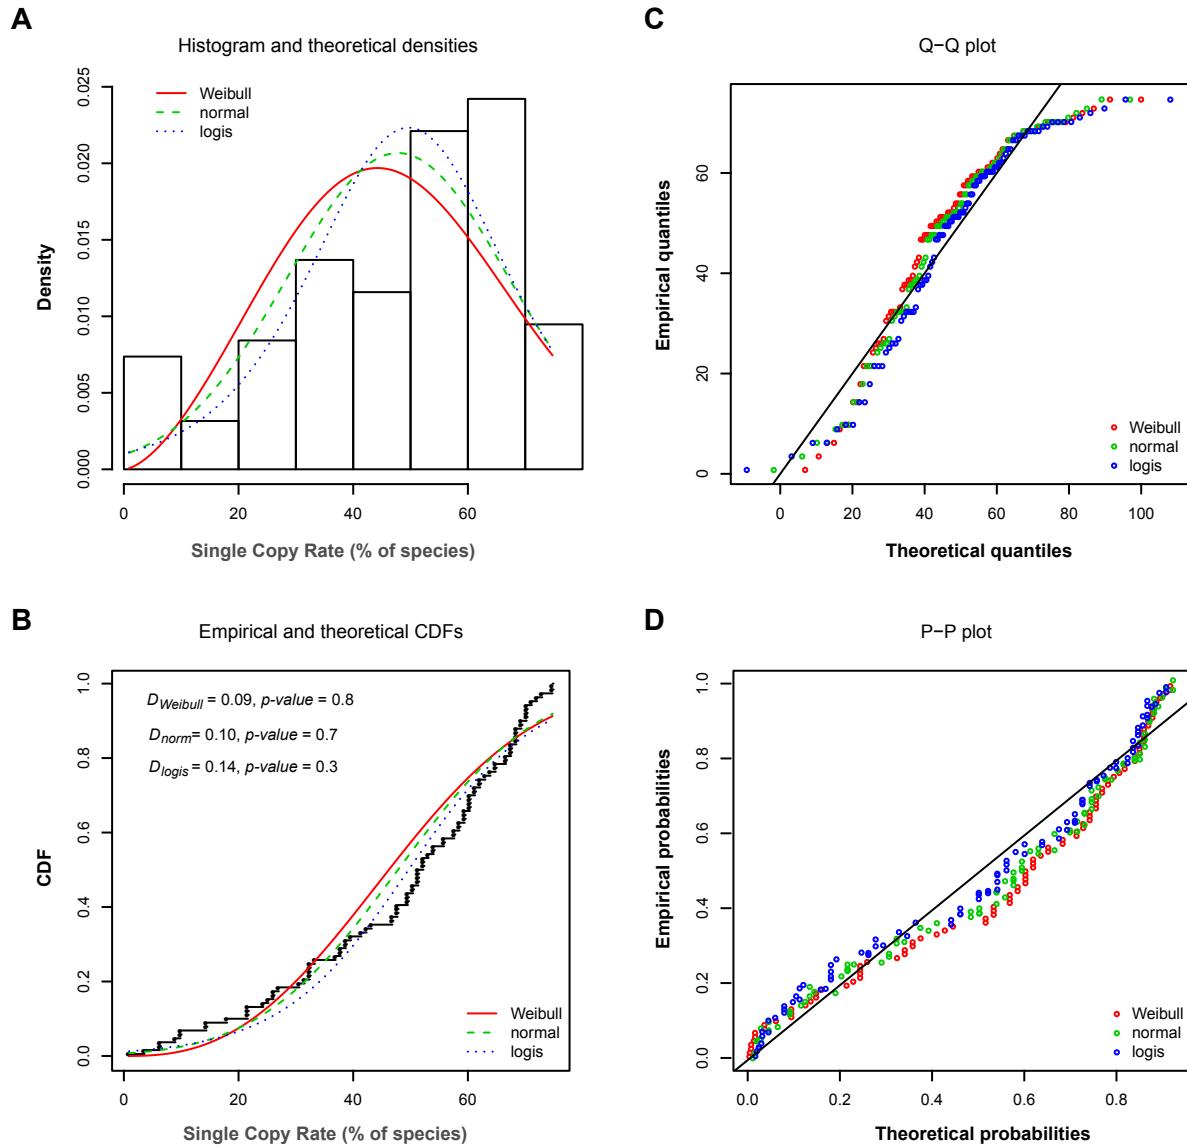 A
Histogram and theoretical densities
Weibull
normal
logis
0.025
0.020
0.015
0.010
0.005
0.000
Density
0 20 40 60
Single Copy Rate (% of species)
B
Empirical and theoretical CDFs
D Weibull = 0.09, p-value = 0.8
D norm = 0.10, p-value = 0.7
D logis = 0.14, p-value = 0.3
1.0
0.8
0.6
0.4
0.2
0.0
CDF
Weibull
normal
logis
0 20 40 60
Single Copy Rate (% of species)
C
Q−Q plot
60
40
20
0
Empirical quantiles
Weibull
normal
logis
0 20 40 60 80 100
Theoretical quantiles
D
P−P plot
1.0
0.8
0.6
0.4
0.2
0.0
Empirical probabilities
Weibull
normal
logis
0.0 0.2 0.4 0.6 0.8
Theoretical probabilities